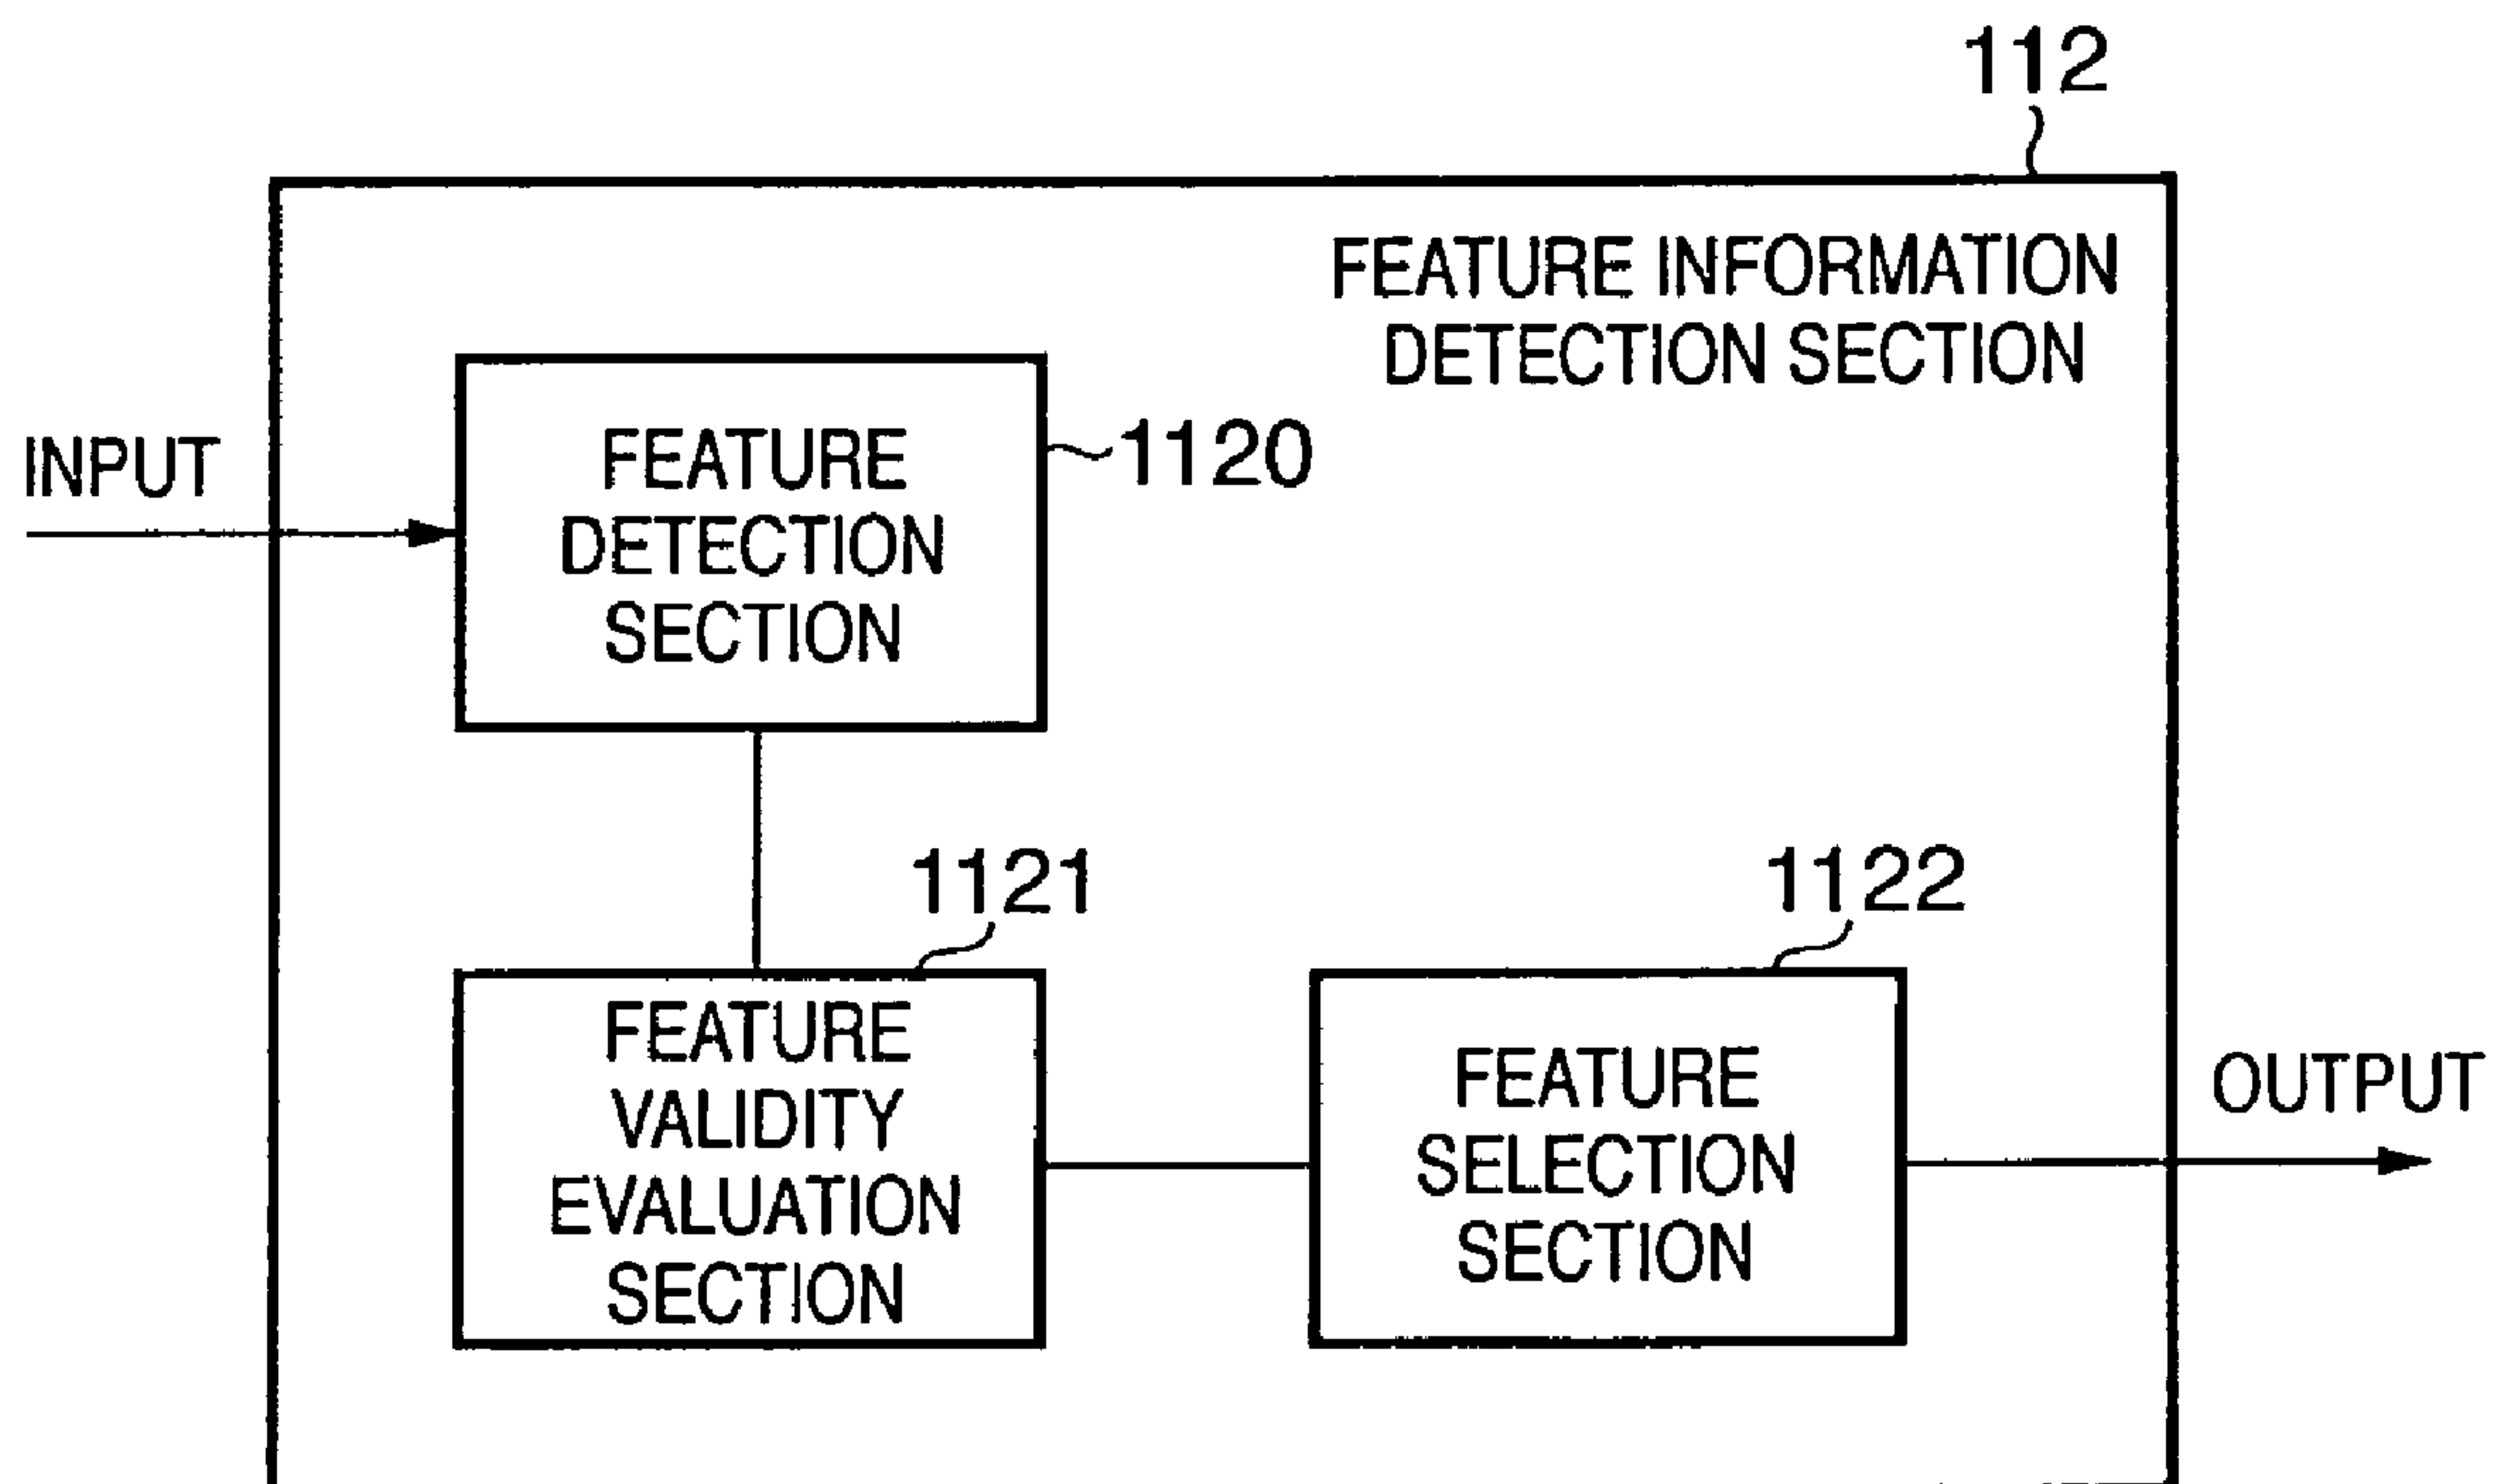 112
FEATURE INFORMATION
DETECTION SECTION
INPUT
FEATURE
DETECTION
SECTION
1120
1121
FEATURE
VALIDITY
EVALUATION
SECTION
1122
FEATURE
SELECTION
SECTION
OUTPUT